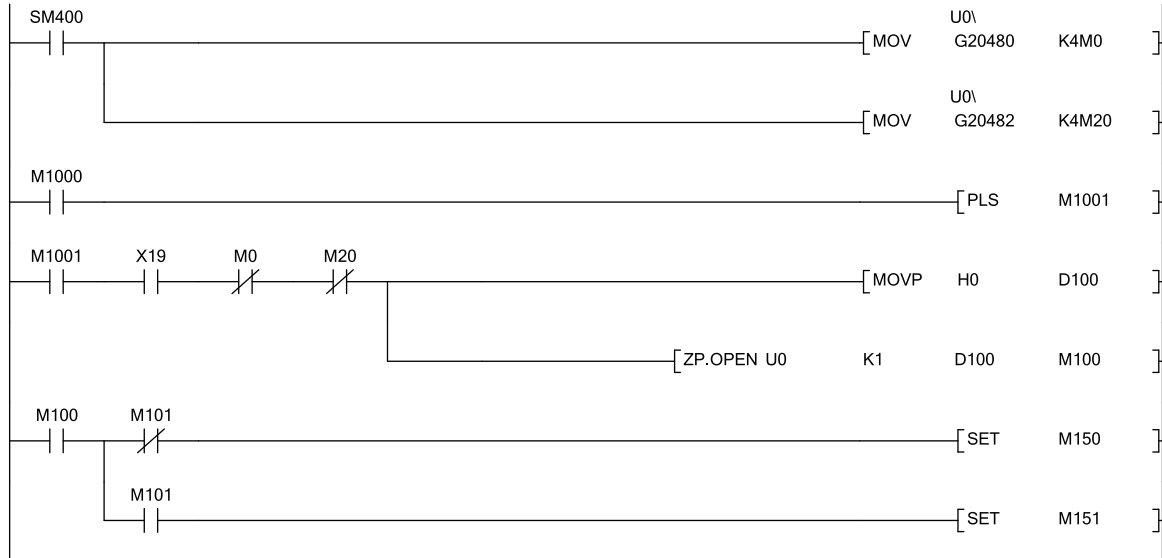 SM400
U0\
MOV G20480 K4M0
U0\
MOV G20482 K4M20
M1000
PLS M1001
M1001 X19 M0 M20
MOVP H0 D100
ZP.OPEN U0 K1 D100 M100
M100 M101
SET M150
M101
SET M151